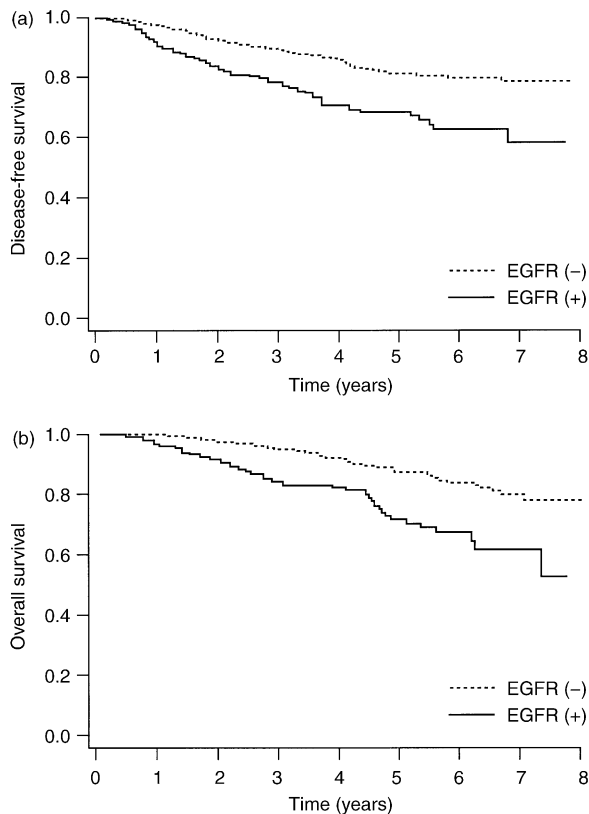 (a)
1.0
0.8
0.6
0.4
0.2
0.0
Disease-free survival
EGFR (–)
EGFR (+)
0 1 2 3 4 5 6 7 8
Time (years)
(b)
1.0
0.8
0.6
0.4
0.2
0.0
Overall survival
EGFR (–)
EGFR (+)
0 1 2 3 4 5 6 7 8
Time (years)